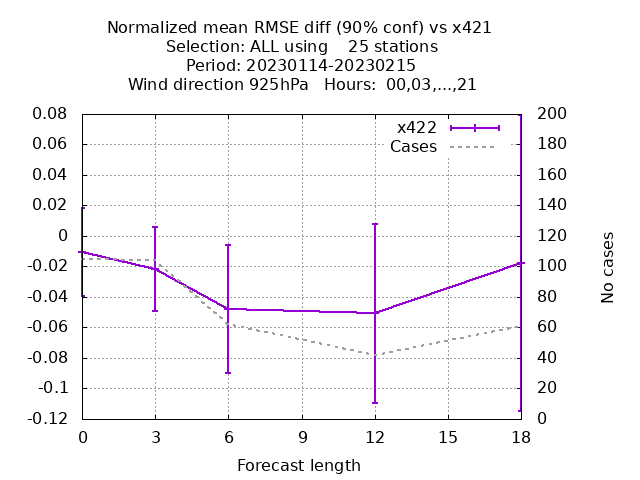 Normalized mean RMSE diff (90% conf) vs x421
Selection: ALL using    25 stations
Period: 20230114-20230215
Wind direction 925hPa   Hours:  00,03,...,21
0.08
0.06
0.04
0.02
0
-0.02
-0.04
-0.06
-0.08
-0.1
-0.12
x422
Cases
200
180
160
140
120
100
80
60
40
20
0
No cases
0 3 6 9 12 15 18
Forecast length